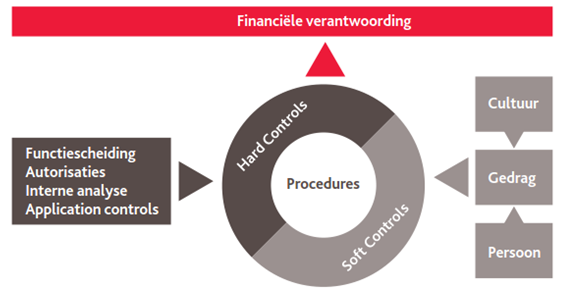 Financiële verantwoording
Functiescheiding
Autorisaties
Interne analyse
Application controls
Hard Controls
Procedures
Soft Controls
Cultuur
Gedrag
Persoon